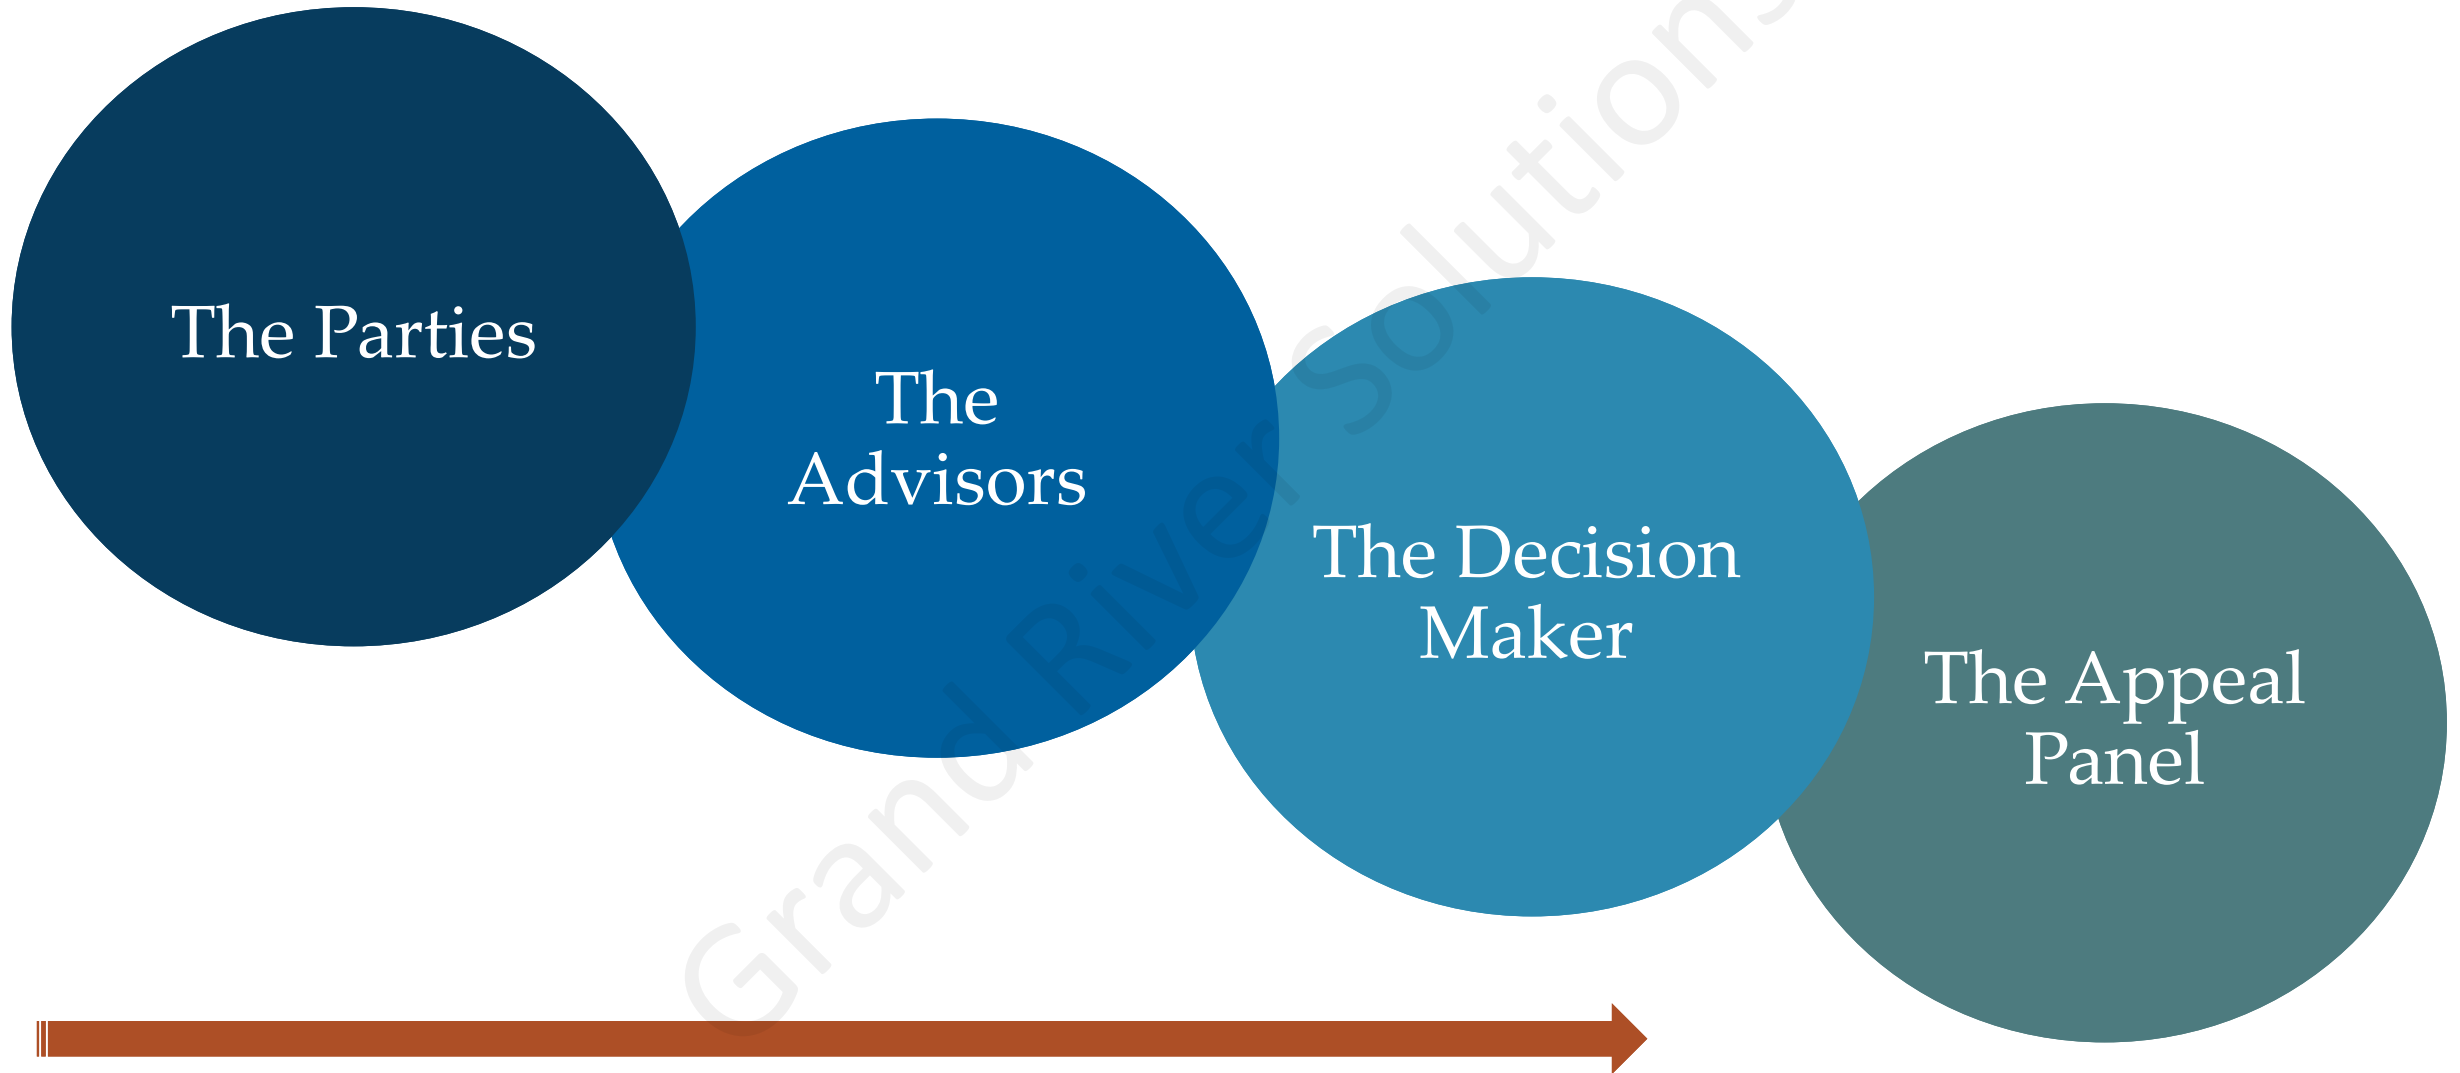 The Parties
The
Advisors
The Decision
Maker
The Appeal
Panel
Grand River Solutions